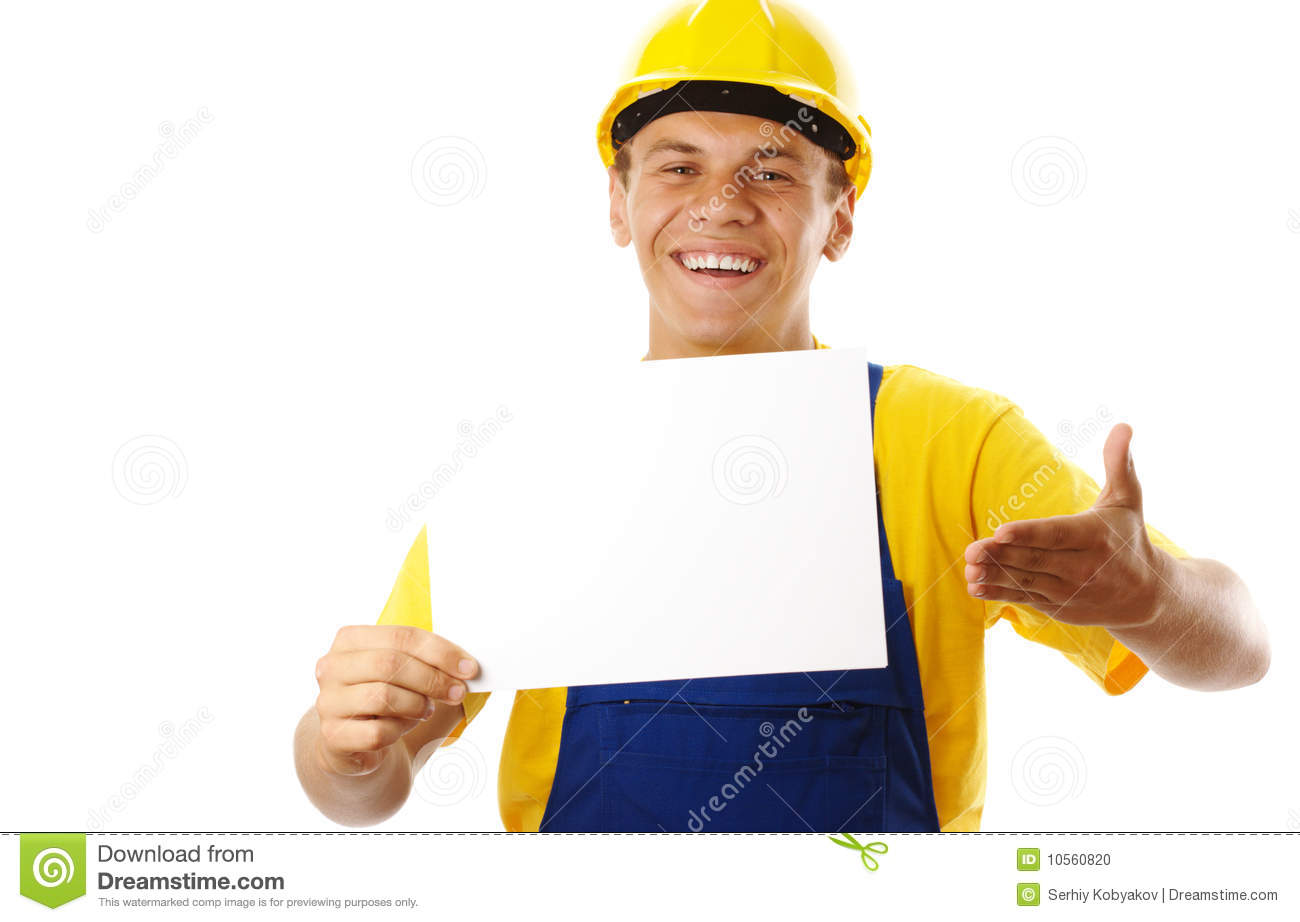 dreamstime
dreamstime
dreamstime
dreamstime
dreamstime
dreamstime
Download from
Dreamstime.com
This watermarked comp image is for previewing purposes only.
ID 10560820
© Serhiy Kobyakov | Dreamstime.com